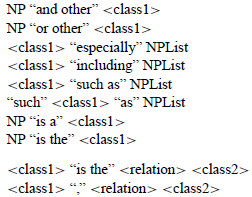 NP “and other” <class1>
NP “or other” <class1>
<class1> “especially” NPList
<class1> “including” NPList
<class1> “such as” NPList
“such” <class1> “as” NPList
NP “is a” <class1>
NP “is the” <class1>
<class1> “is the” <relation> <class2>
<class1> “,” <relation> <class2>